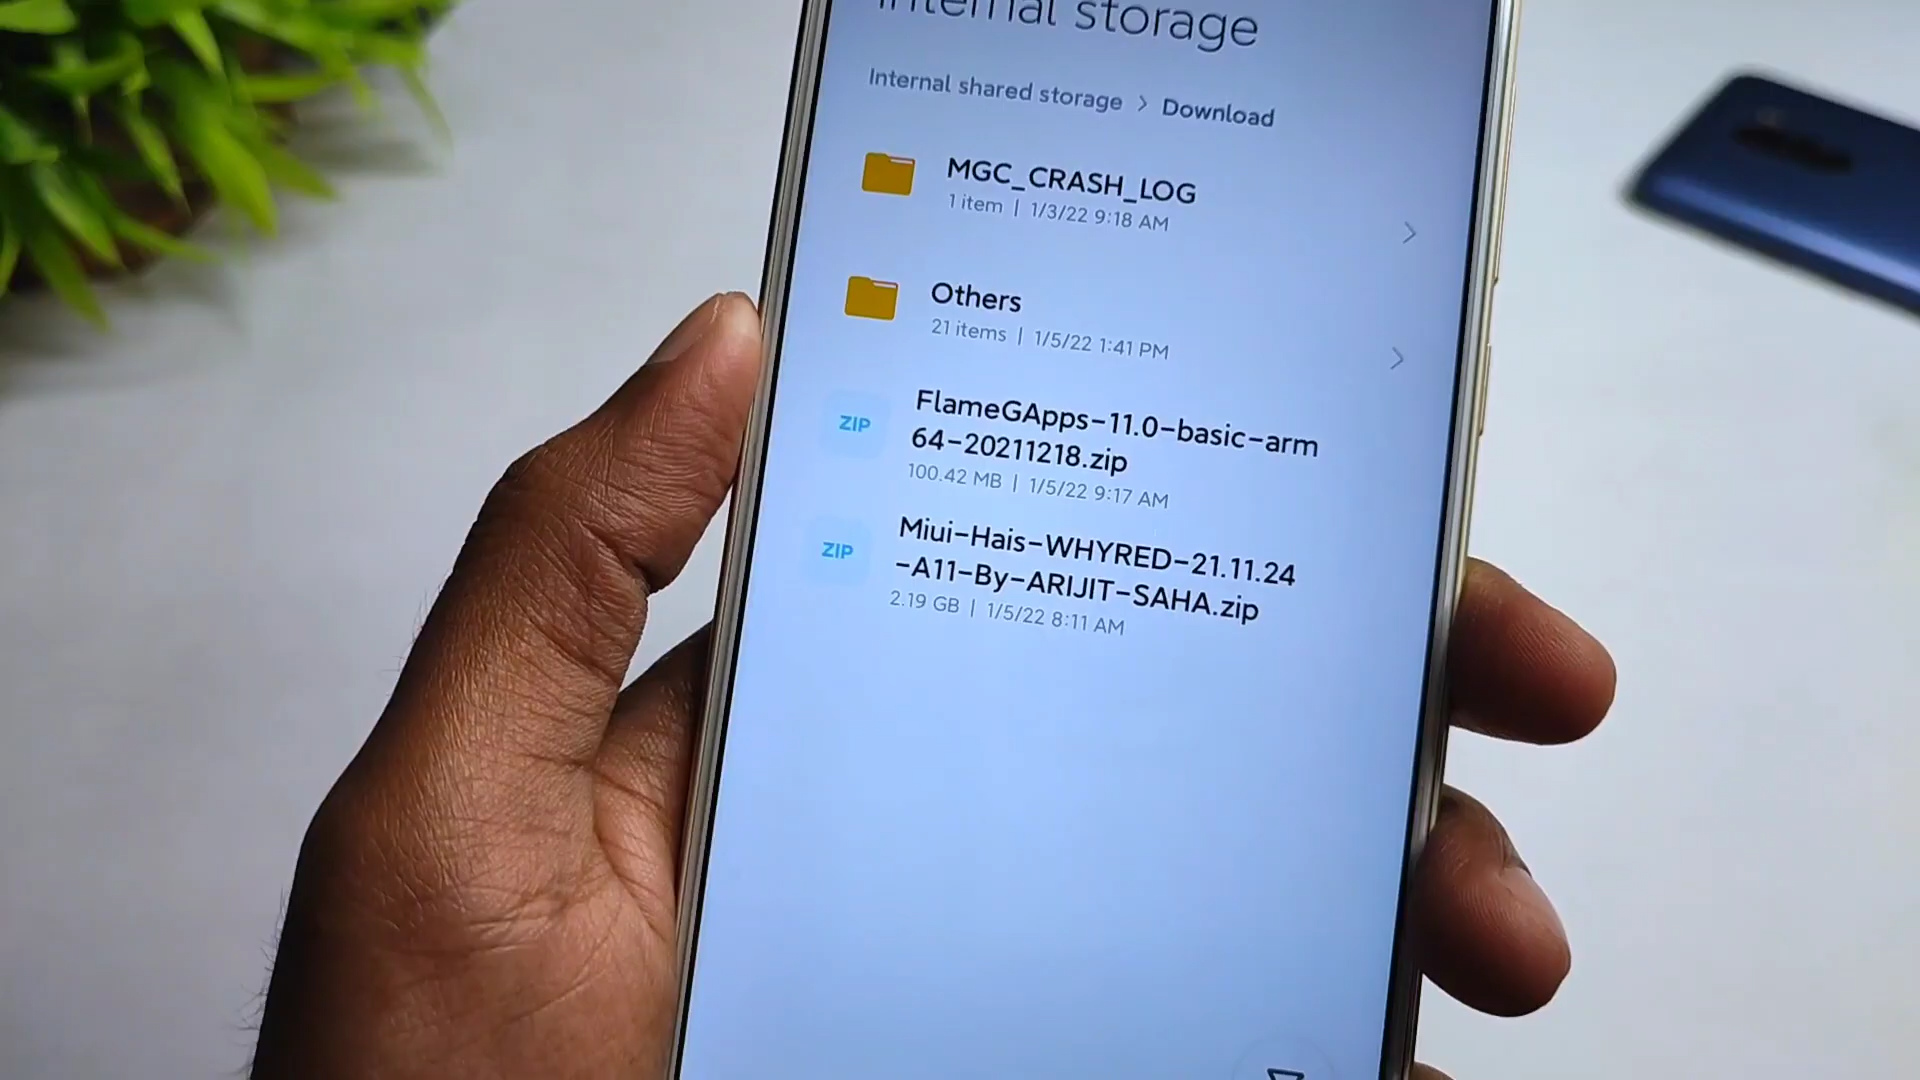 Internal storage
Internal shared storage > Download
MGC_CRASH_LOG
1 item | 1/3/22 9:18 AM
Others
21 items | 1/5/22 1:41 PM
ZIP
FlameGApps-11.0-basic-arm
64-20211218.zip
100.42 MB | 1/5/22 9:17 AM
ZIP
Miui-Hais-WHYRED-21.11.24
-A11-By-ARIJIT-SAHA.zip
2.19 GB | 1/5/22 8:11 AM